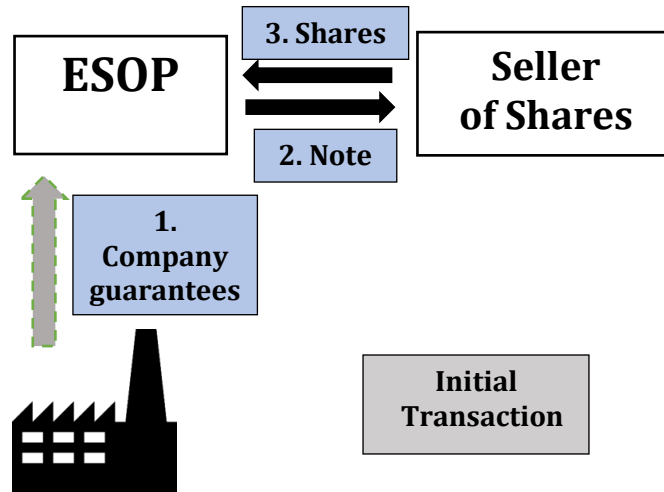 3. Shares
ESOP
Seller
of Shares
2. Note
1.
Company
guarantees
Initial
Transaction